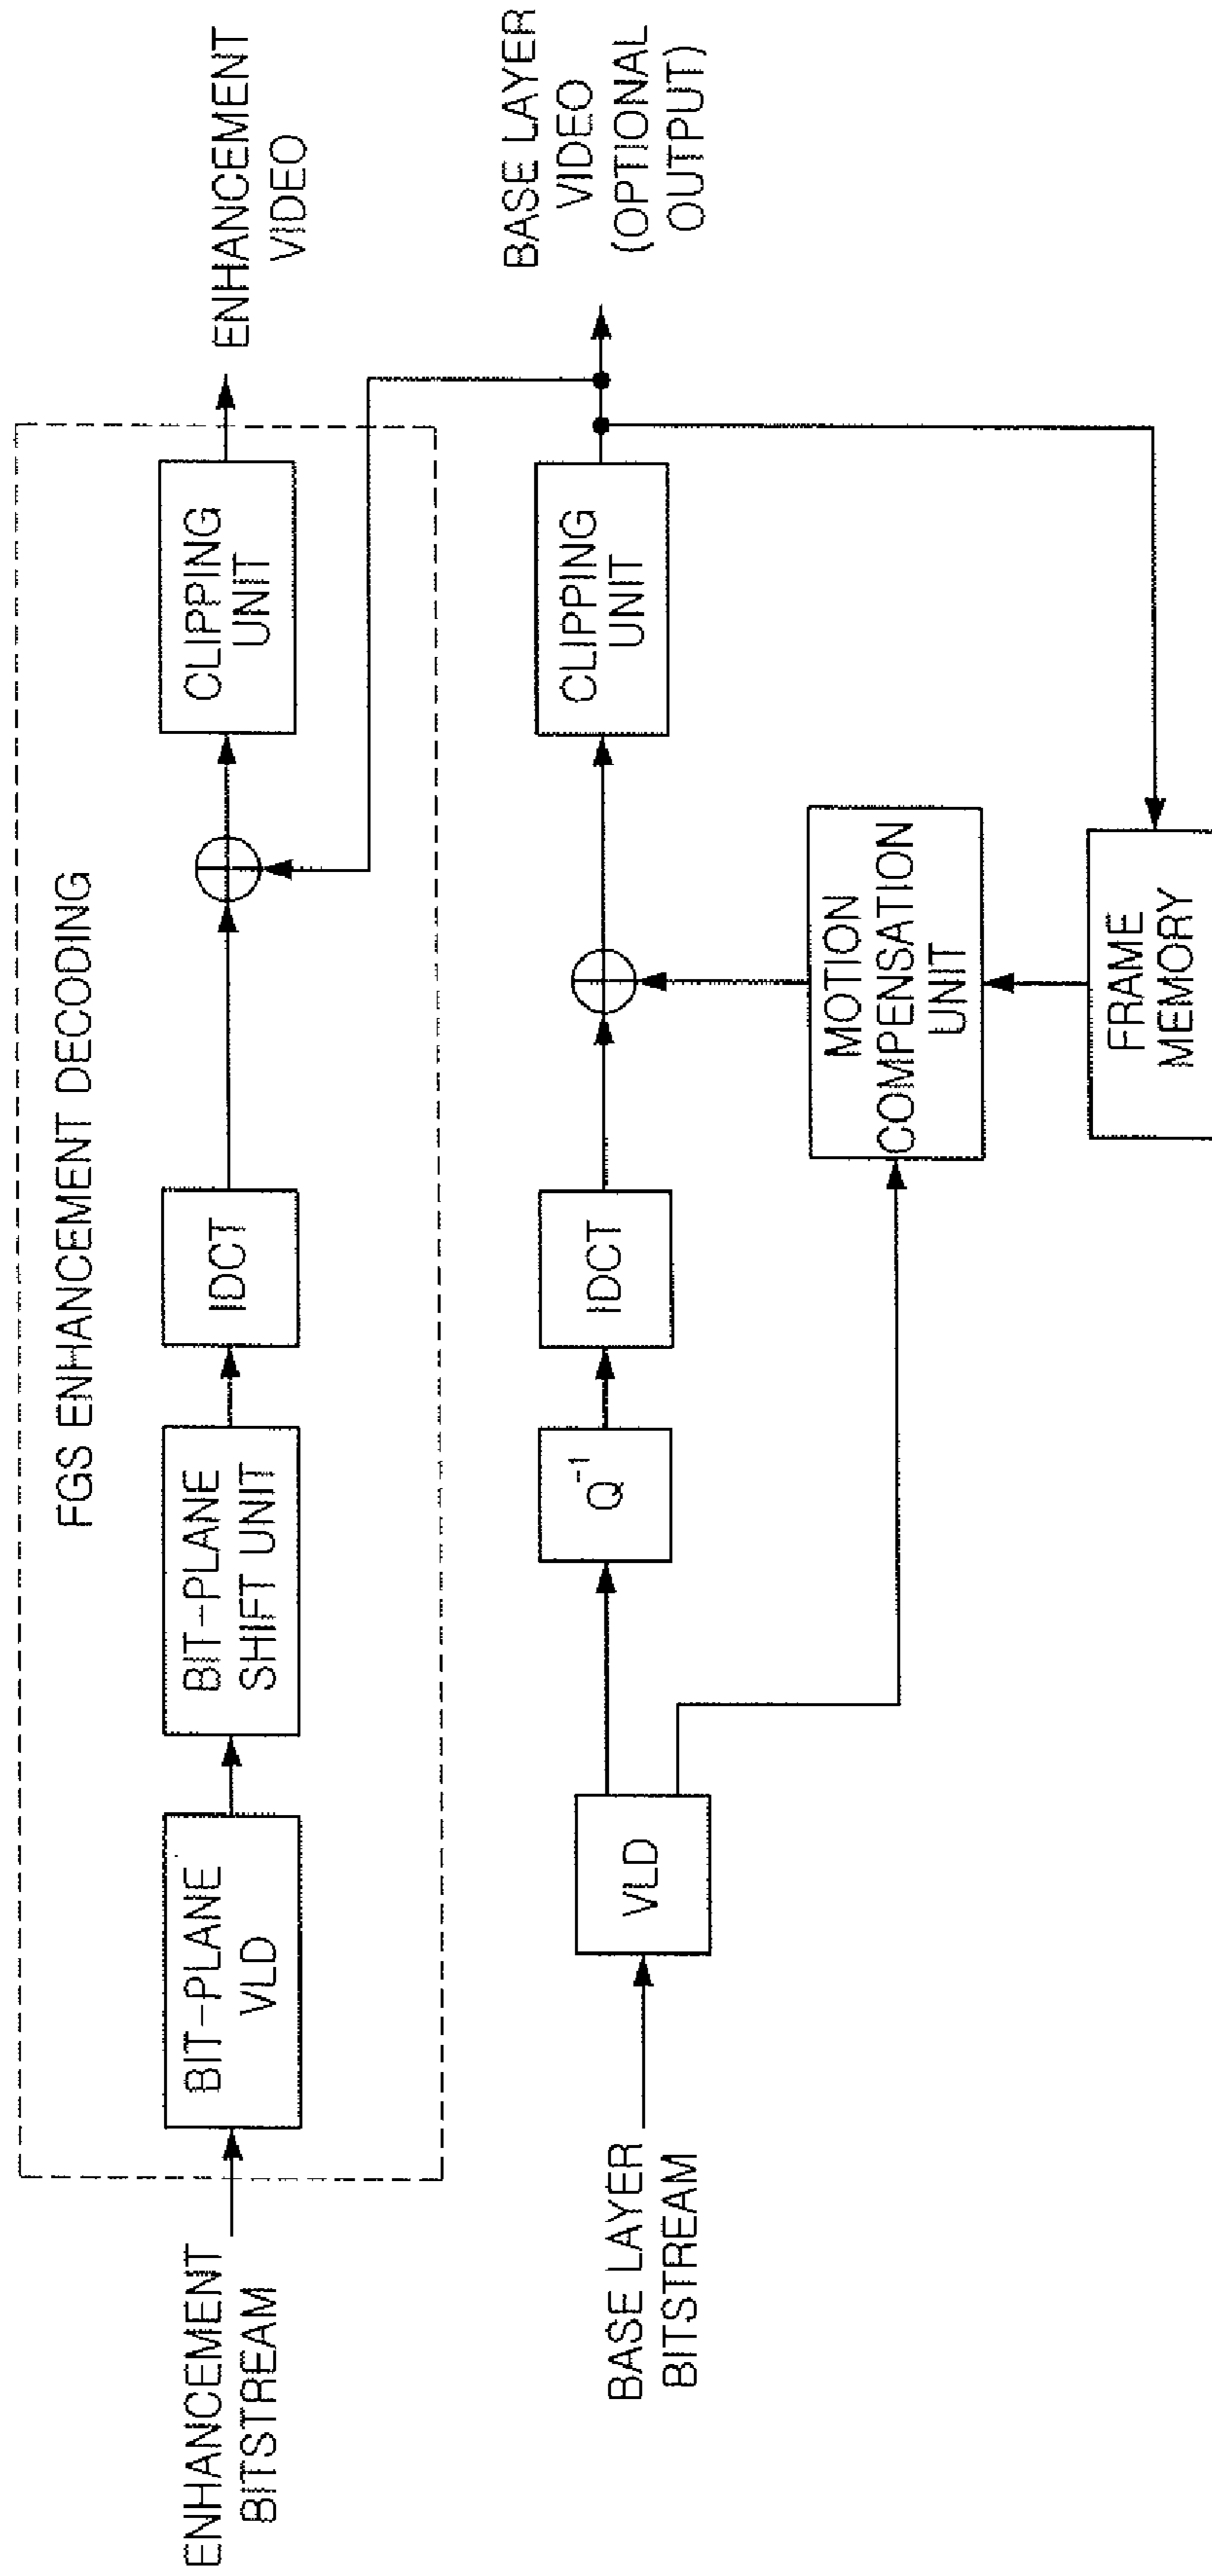 FGS ENHANCEMENT DECODING
ENHANCEMENT
BITSTREAM
BIT-PLANE
VLD
BIT-PLANE
SHIFT UNIT
IDCT
CLIPPING
UNIT
ENHANCEMENT
VIDEO
BASE LAYER
BITSTREAM
VLD
Q⁻¹
IDCT
CLIPPING
UNIT
BASE LAYER
VIDEO
(OPTIONAL
OUTPUT)
MOTION
COMPENSATION
UNIT
FRAME
MEMORY